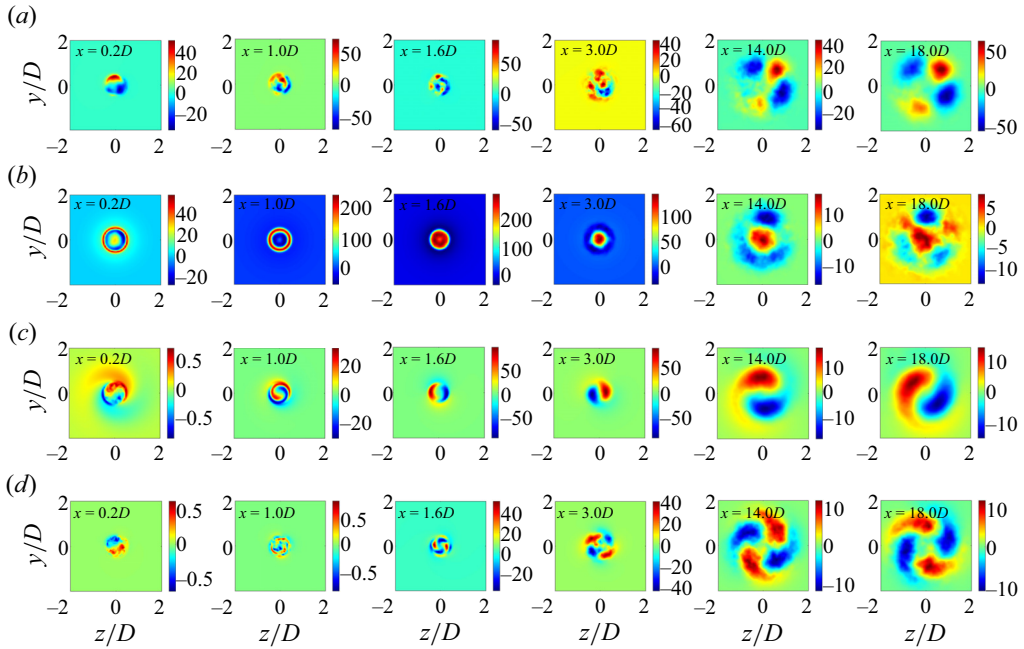 (a)
2 x = 0.2D 40 20 0 –20
x = 1.0D 50 0 –50
x = 1.6D 50 0 –50
x = 3.0D 40 20 0 –20 –40 –60
x = 14.0D 40 20 0 –20
x = 18.0D 50 0 –50
y/D 0
–2
–2 0 2 –2 0 2 –2 0 2 –2 0 2 –2 0 2 –2 0 2
(b)
2 x = 0.2D 40 20 0 –20
x = 1.0D 200 100 0
x = 1.6D 200 100 0
x = 3.0D 100 50 0
x = 14.0D 10 0 –10
x = 18.0D 5 0 –5 –10
y/D 0
–2
–2 0 2 –2 0 2 –2 0 2 –2 0 2 –2 0 2 –2 0 2
(c)
2 x = 0.2D 0.5 0 –0.5
x = 1.0D 20 0 –20
x = 1.6D 50 0 –50
x = 3.0D 50 0 –50
x = 14.0D 10 0 –10
x = 18.0D 10 0 –10
y/D 0
–2
–2 0 2 –2 0 2 –2 0 2 –2 0 2 –2 0 2 –2 0 2
(d)
2 x = 0.2D 0.5 0 –0.5
x = 1.0D 0.5 0 –0.5
x = 1.6D 40 20 0 –20
x = 3.0D 40 20 0 –20 –40
x = 14.0D 10 0 –10
x = 18.0D 10 0 –10
y/D 0
–2
–2 0 2 –2 0 2 –2 0 2 –2 0 2 –2 0 2 –2 0 2
z/D z/D z/D z/D z/D z/D